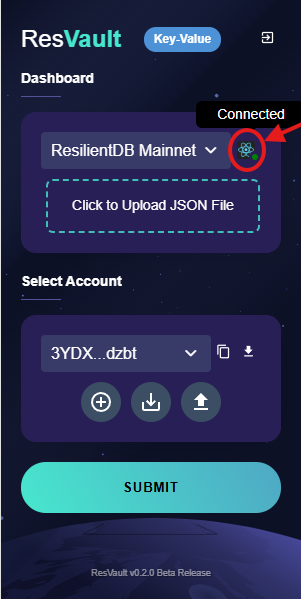 ResVault Key-Value
Dashboard
Connected
ResilientDB Mainnet
Click to Upload JSON File
Select Account
3YDX...dzbt
SUBMIT
ResVault v0.2.0 Beta Release